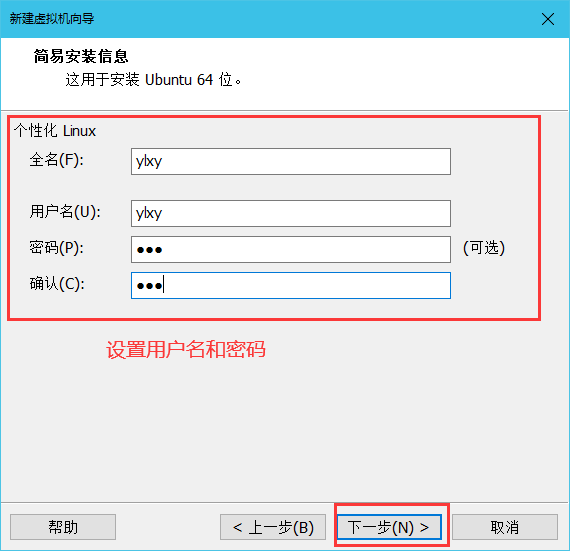 新建虚拟机向导
简易安装信息
这用于安装 Ubuntu 64 位。
个性化 Linux
全名(F): ylxy
用户名(U): ylxy
密码(P): ●●● (可选)
确认(C): ●●●
设置用户名和密码
帮助 < 上一步(B) 下一步(N) > 取消